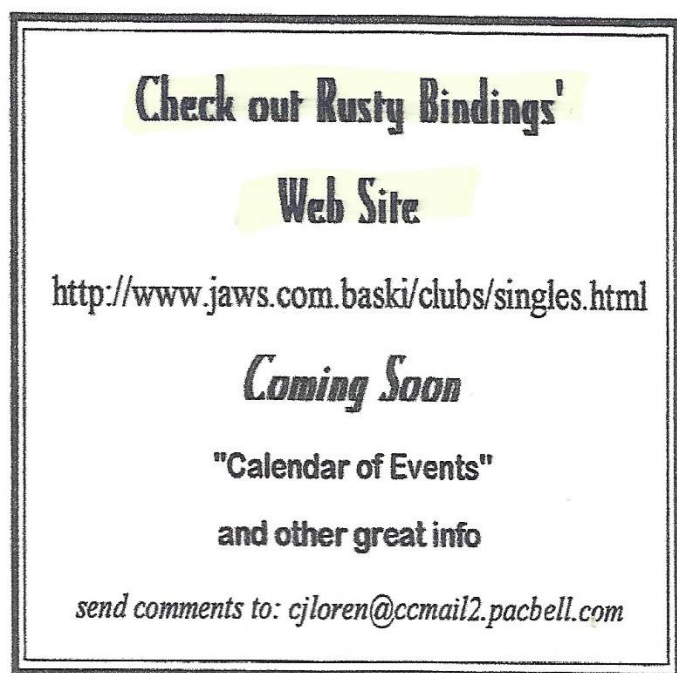 Check out Rusty Bindings'
Web Site
http://www.jaws.com.baski/clubs/singles.html
Coming Soon
"Calendar of Events"
and other great info
send comments to: cjloren@ccmail2.pacbell.com